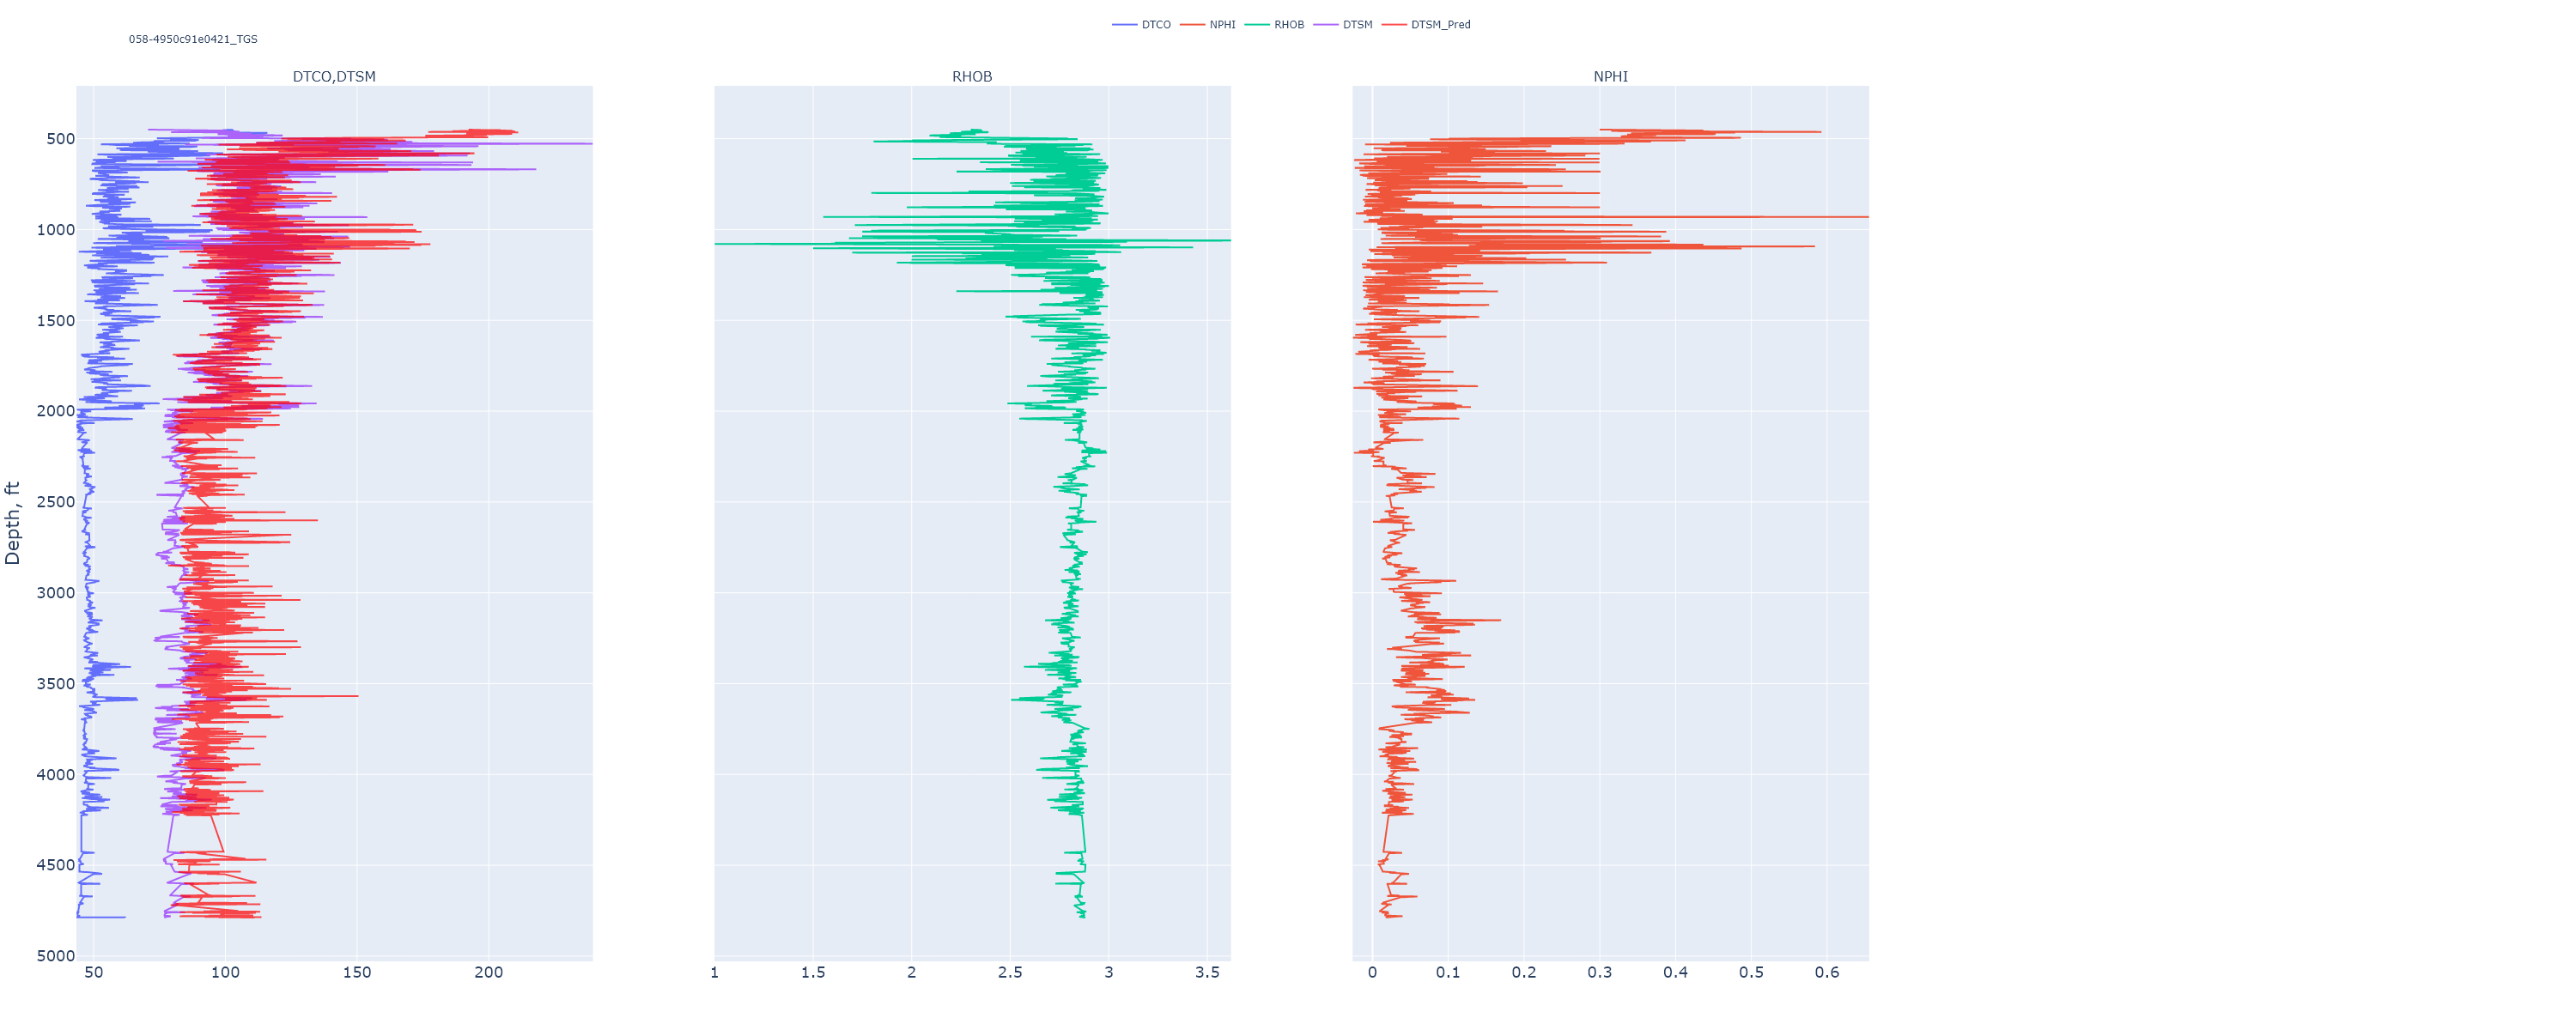 DTCO NPHI RHOB DTSM DTSM_Pred
058-4950c91e0421_TGS
DTCO,DTSM RHOB NPHI
500
1000
1500
2000
2500
3000
3500
4000
4500
5000
Depth, ft
50 100 150 200
1 1.5 2 2.5 3 3.5
0 0.1 0.2 0.3 0.4 0.5 0.6